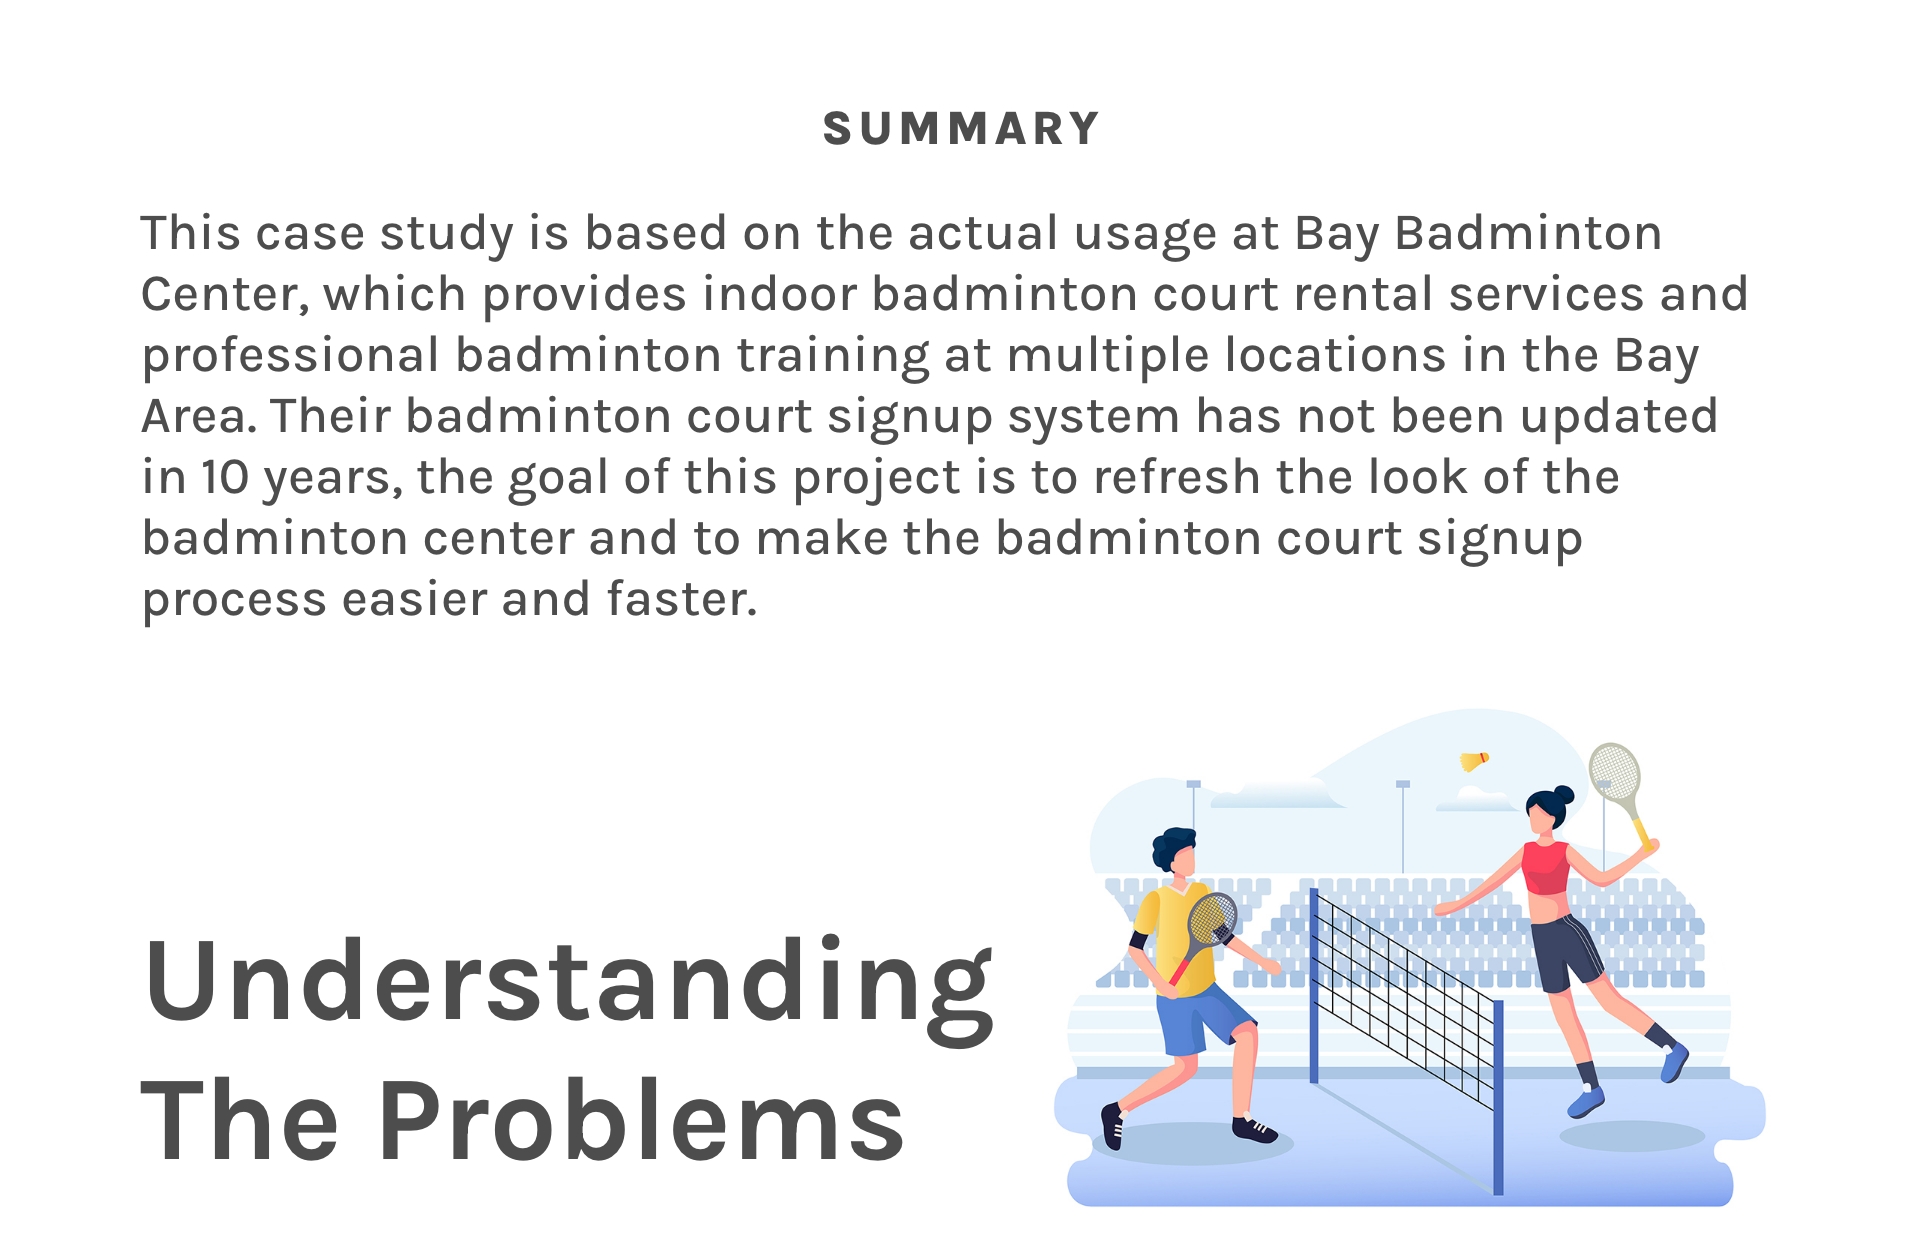 SUMMARY
This case study is based on the actual usage at Bay Badminton
Center, which provides indoor badminton court rental services and
professional badminton training at multiple locations in the Bay
Area. Their badminton court signup system has not been updated
in 10 years, the goal of this project is to refresh the look of the
badminton center and to make the badminton court signup
process easier and faster.
Understanding
The Problems